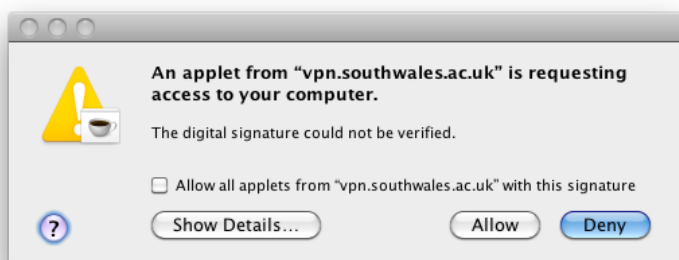 An applet from “vpn.southwales.ac.uk” is requesting
access to your computer.
The digital signature could not be verified.
Allow all applets from “vpn.southwales.ac.uk” with this signature
?
Show Details... Allow Deny